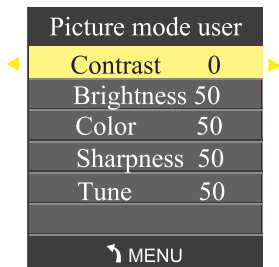 Picture mode user
Contrast 0
Brightness 50
Color 50
Sharpness 50
Tune 50
MENU